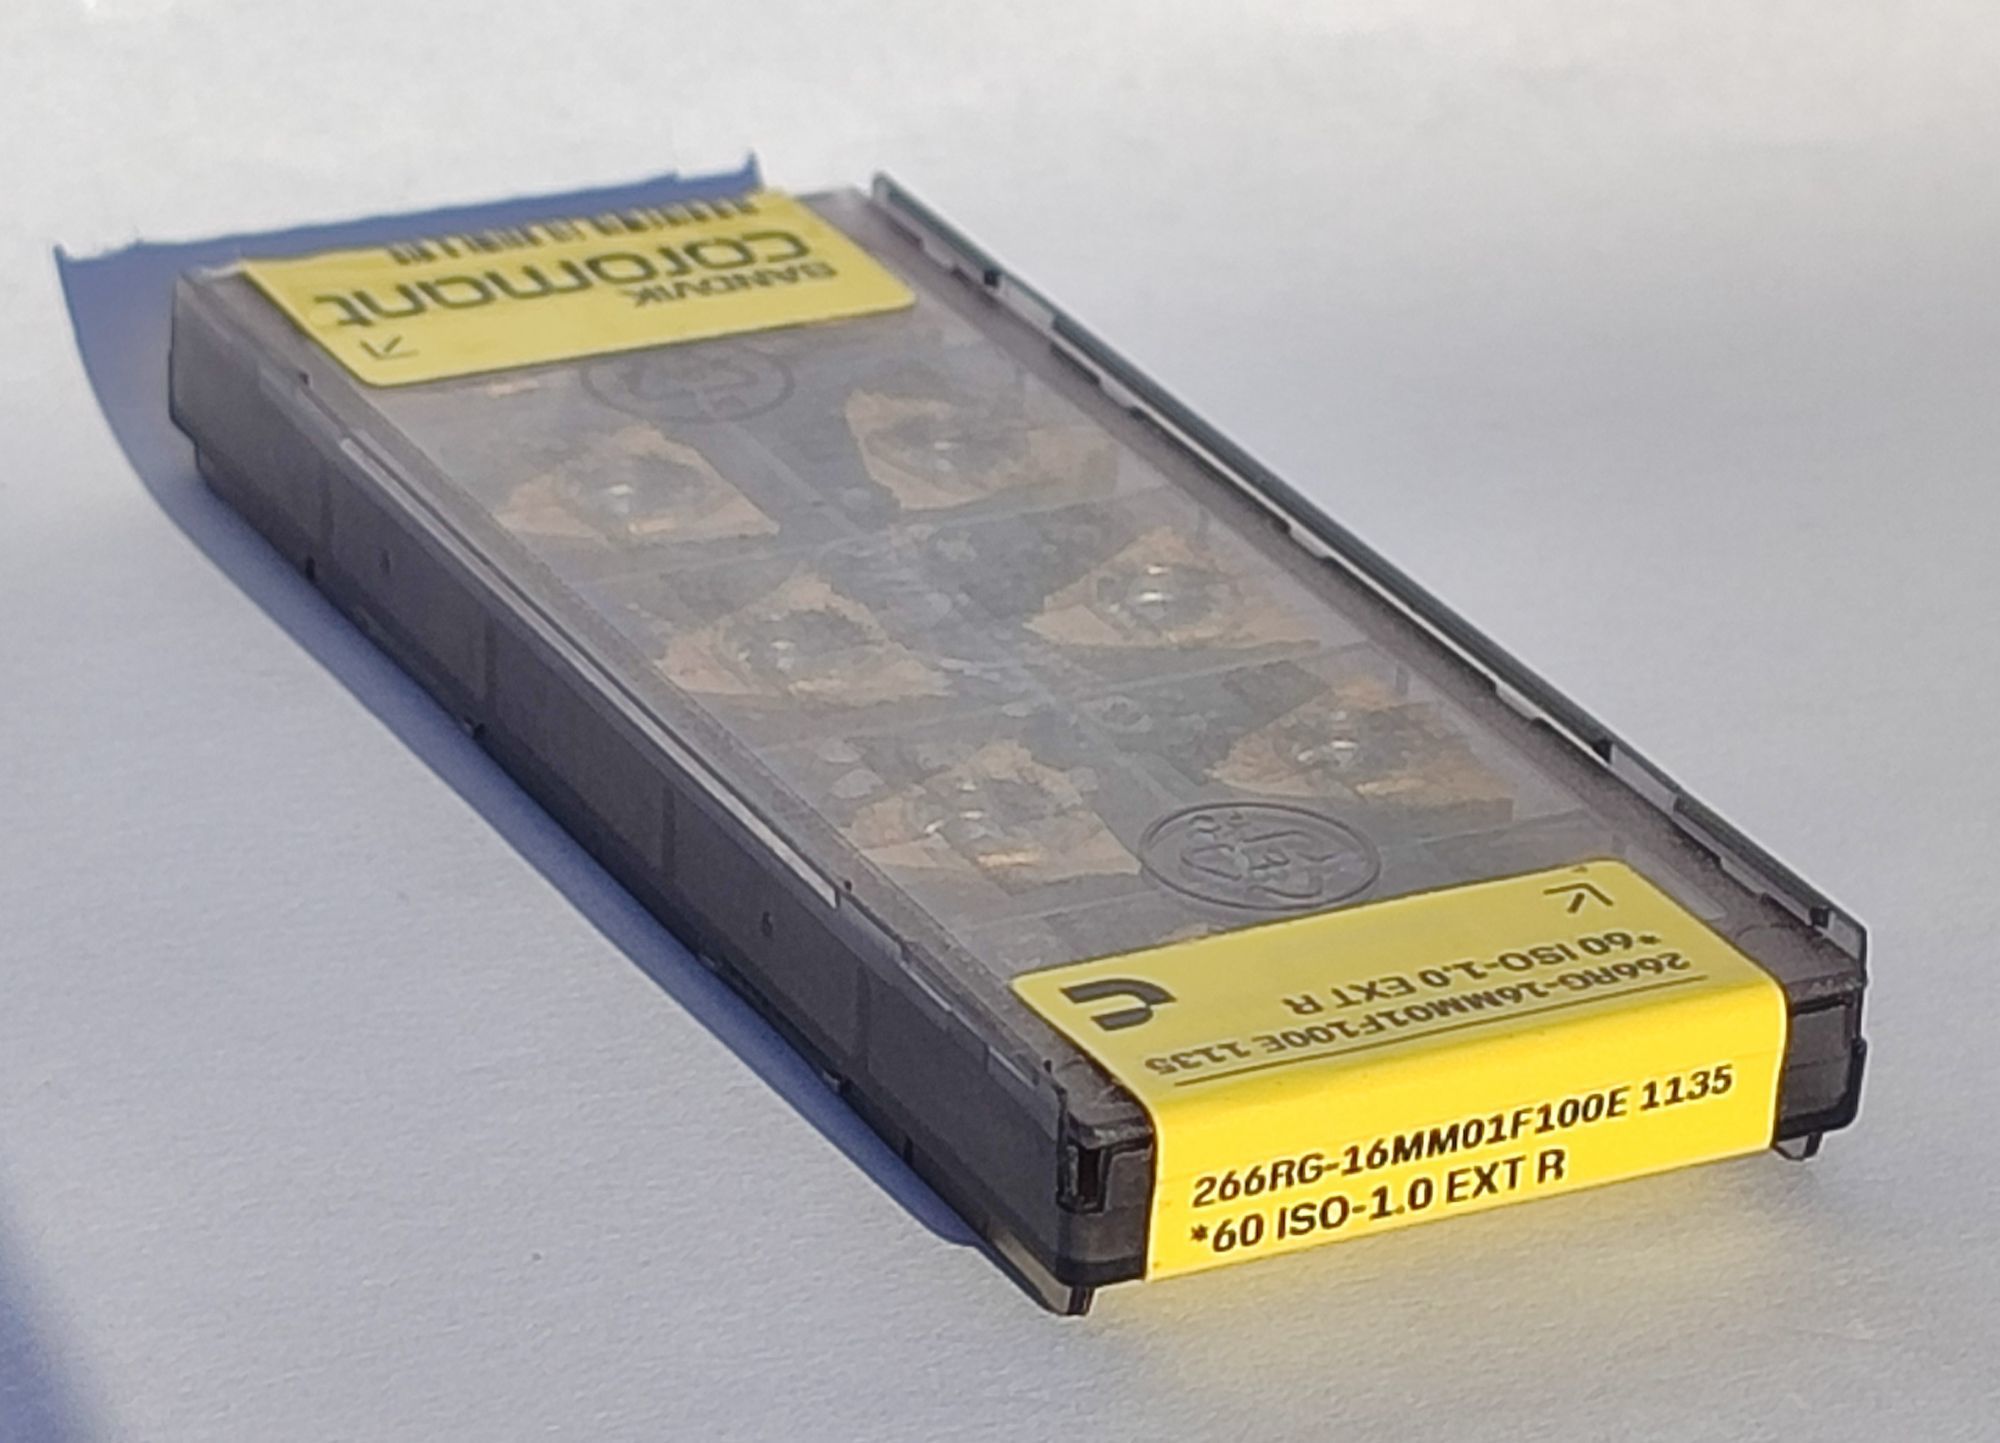 SANDVIK
coromant
266RG-16MM01F100E 1135
*60 ISO-1.0 EXT R
266RG-16MM01F100E 1135
*60 ISO-1.0 EXT R